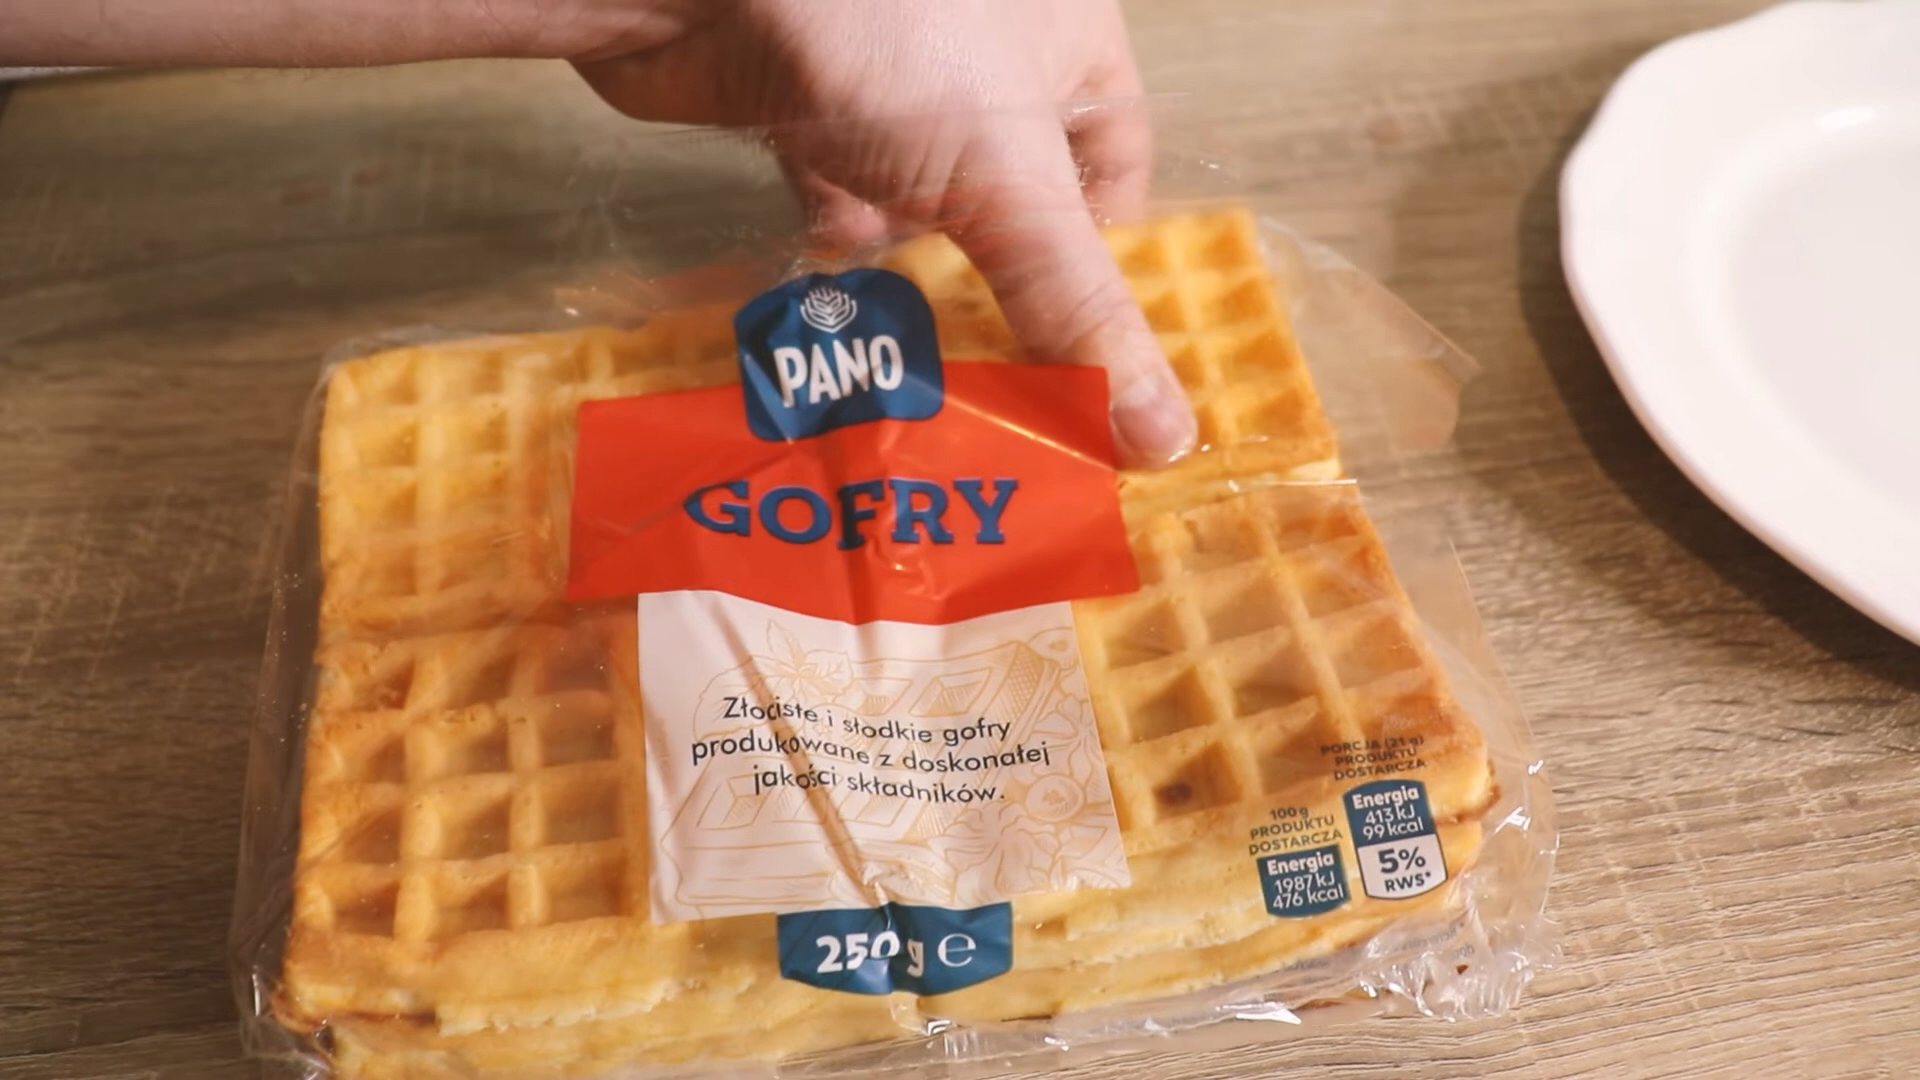 PANO
GOFRY
Złociste i słodkie gofry
produkowane z doskonałej
jakości składników.
250 g e
100 g
PRODUKTU
DOSTARCZA
Energia
1987 kJ
476 kcal
PORCJA (21 g)
PRODUKTU
DOSTARCZA
Energia
413 kJ
99 kcal
5%
RWS*